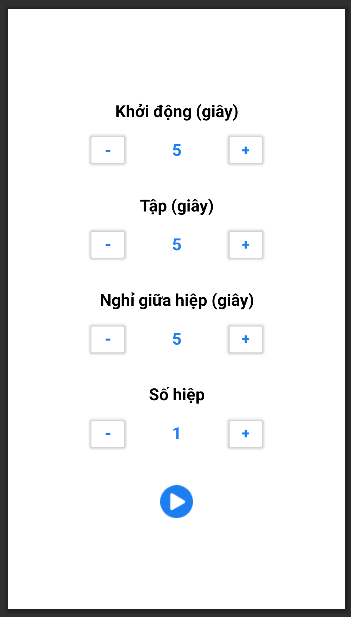 Khởi động (giây)
- 5 +
Tập (giây)
- 5 +
Nghỉ giữa hiệp (giây)
- 5 +
Số hiệp
- 1 +